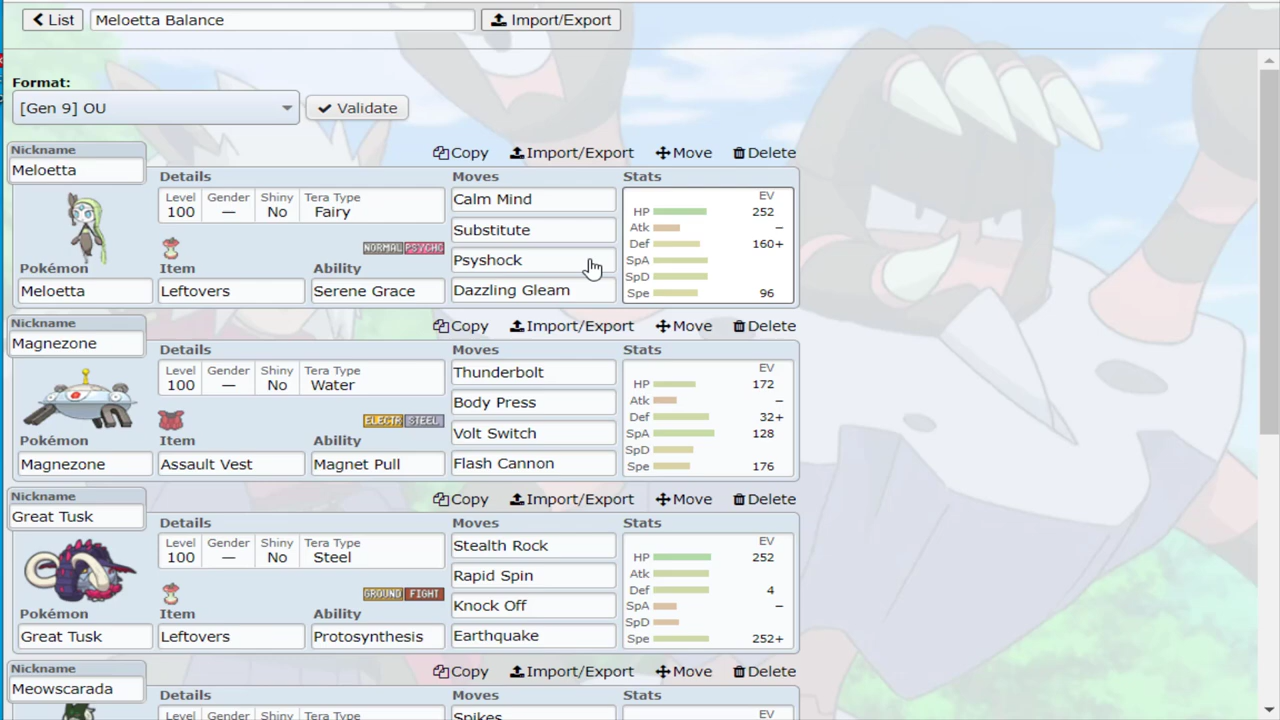 List
Meloetta Balance
Import/Export
Format:
[Gen 9] OU
Validate
Nickname
Meloetta
Copy Import/Export Move Delete
Details Moves Stats
Level Gender Shiny Tera Type
100 — No Fairy
Calm Mind
Substitute
Psyshock
Dazzling Gleam
EV
HP 252
Atk –
Def 160+
SpA
SpD
Spe 96
NORMAL PSYCHC
Pokémon Item Ability
Meloetta Leftovers Serene Grace
Nickname
Magnezone
Copy Import/Export Move Delete
Details Moves Stats
Level Gender Shiny Tera Type
100 — No Water
Thunderbolt
Body Press
Volt Switch
Flash Cannon
EV
HP 172
Atk –
Def 32+
SpA 128
SpD
Spe 176
ELECTR STEEL
Pokémon Item Ability
Magnezone Assault Vest Magnet Pull
Nickname
Great Tusk
Copy Import/Export Move Delete
Details Moves Stats
Level Gender Shiny Tera Type
100 — No Steel
Stealth Rock
Rapid Spin
Knock Off
Earthquake
EV
HP 252
Atk
Def 4
SpA –
SpD
Spe 252+
GROUND FIGHT
Pokémon Item Ability
Great Tusk Leftovers Protosynthesis
Nickname
Meowscarada
Copy Import/Export Move Delete
Details Moves Stats
Level Gender Shiny Tera Type
Spikes
EV